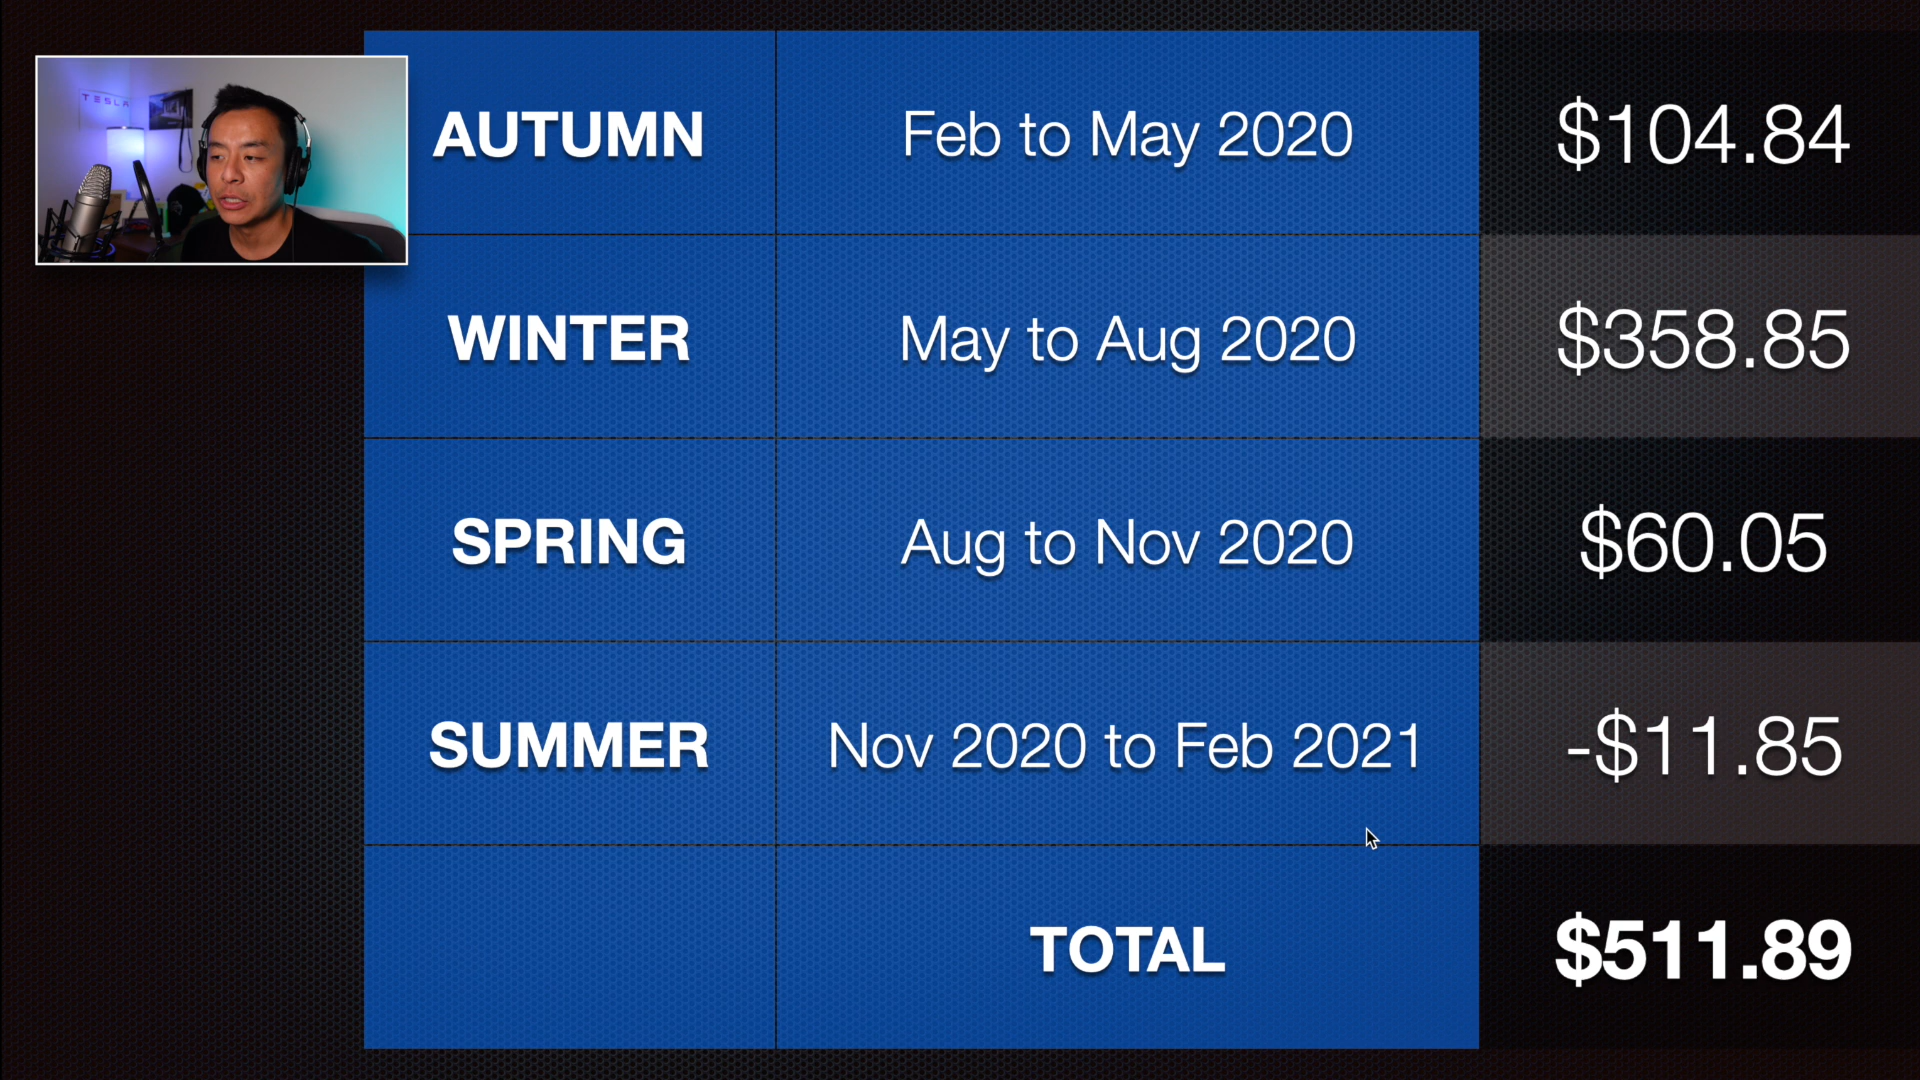 TESLA
AUTUMN Feb to May 2020 $104.84
WINTER May to Aug 2020 $358.85
SPRING Aug to Nov 2020 $60.05
SUMMER Nov 2020 to Feb 2021 -$11.85
TOTAL $511.89